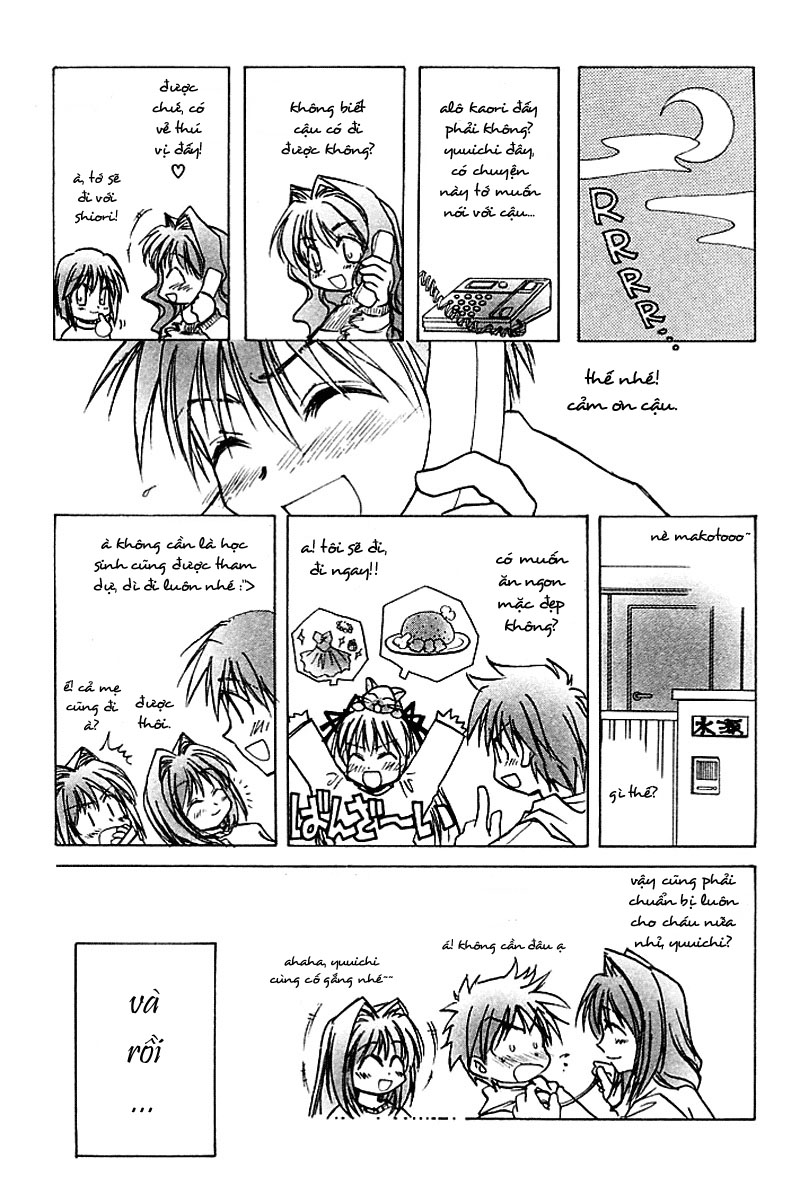 RRRRR...
alô kaori đấy
phải không?
yuuichi đây,
có chuyện
này tớ muốn
nói với cậu...
không biết
cậu có đi
được không?
được
chứ, có
vẻ thú
vị đấy!
♡
à, tớ sẽ
đi với
shiori!
thế nhé!
cảm ơn cậu.
nè makotooo~
水瀬
gì thế?
có muốn
ăn ngon
mặc đẹp
không?
a! tôi sẽ đi,
đi ngay!!
ばんざ〜い
à không cần là học
sinh cũng được tham
dự, dì đi luôn nhé :">
được
thôi.
ê! cả mẹ
cũng đi
à?
vậy cũng phải
chuẩn bị luôn
cho cháu nữa
nhỉ, yuuichi?
á! không cần đâu ạ
ahaha, yuuichi
cùng cố gắng nhé~~
và
rồi
...